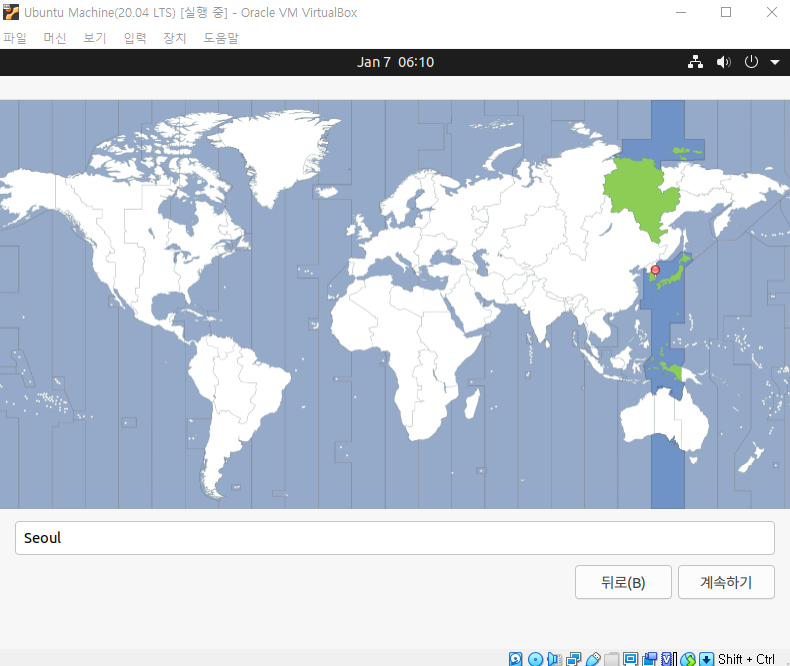 Ubuntu Machine(20.04 LTS) [실행 중] - Oracle VM VirtualBox
파일 머신 보기 입력 장치 도움말
Jan 7 06:10
Seoul
뒤로(B) 계속하기
Shift + Ctrl